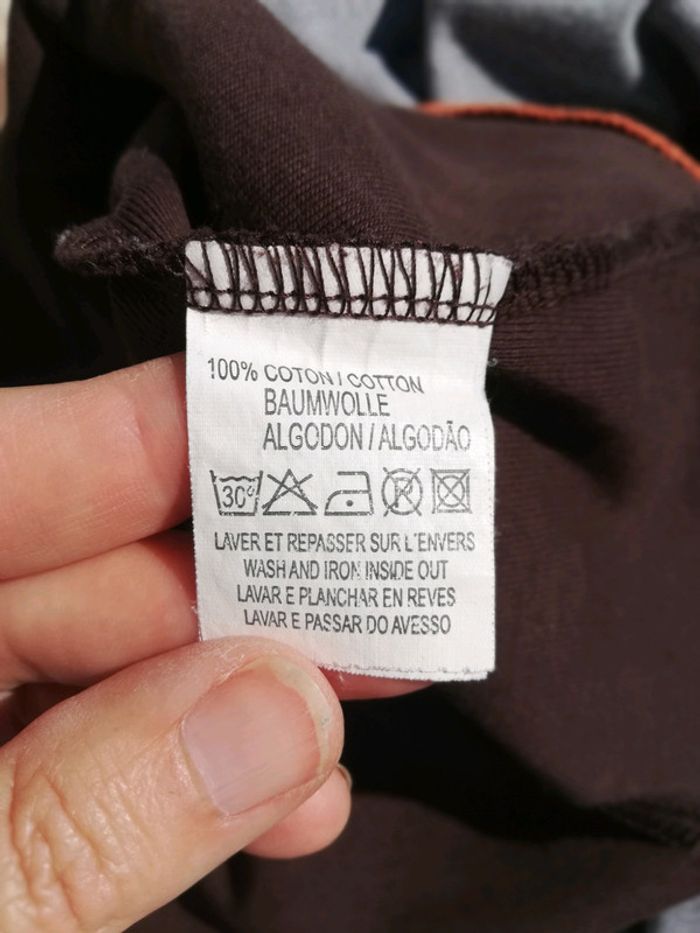 100% COTON / COTTON
BAUMWOLLE
ALGODON / ALGODÃO
30° R
LAVER ET REPASSER SUR L'ENVERS
WASH AND IRON INSIDE OUT
LAVAR E PLANCHAR EN REVES
LAVAR E PASSAR DO AVESSO